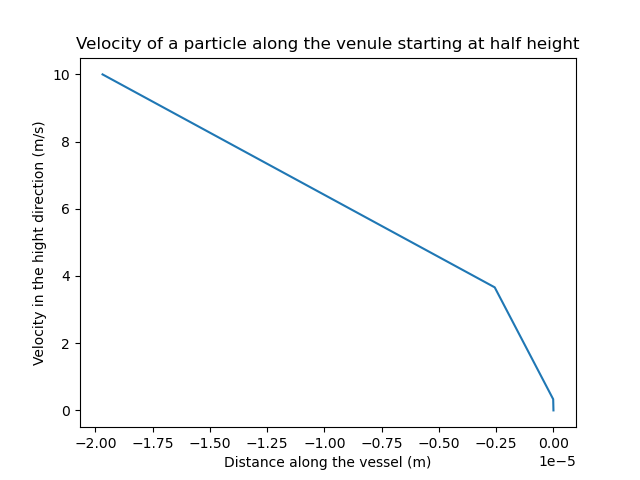 Velocity of a particle along the venule starting at half height
Velocity in the hight direction (m/s)
10
8
6
4
2
0
−2.00 −1.75 −1.50 −1.25 −1.00 −0.75 −0.50 −0.25 0.00
1e−5
Distance along the vessel (m)